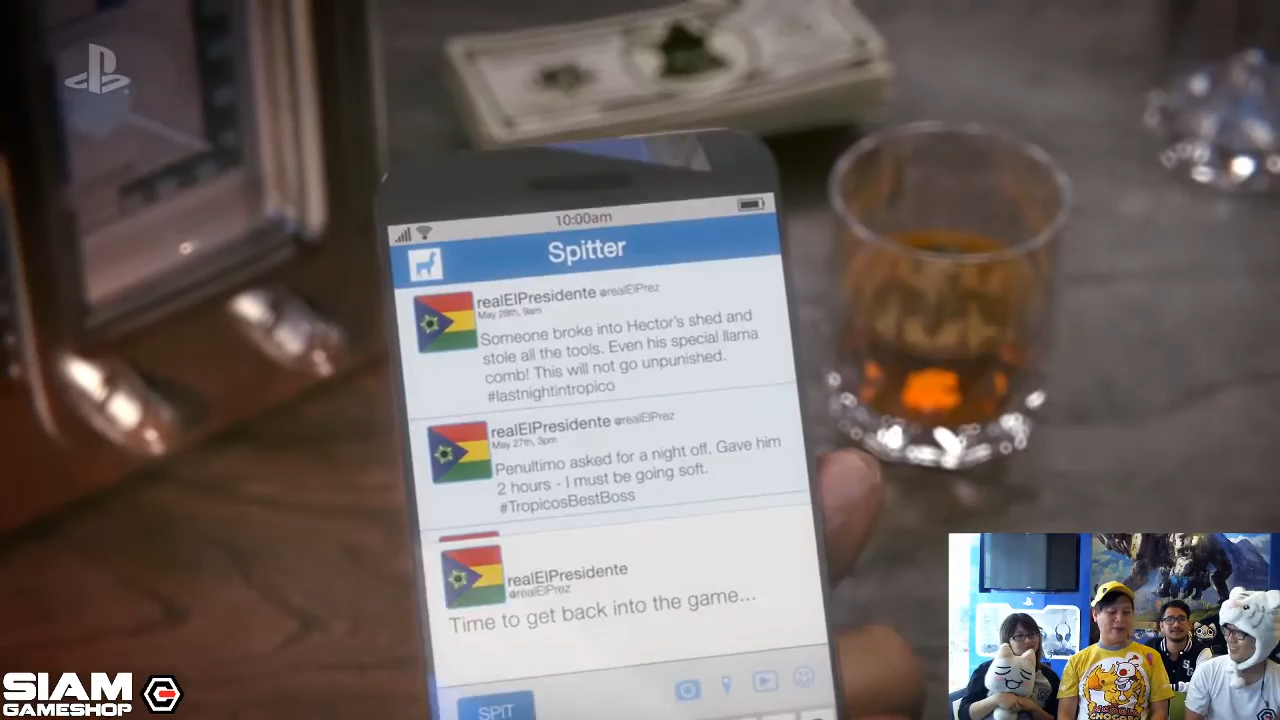 10:00am
Spitter
realElPresidente @realElPrez
May 28th, 9am
Someone broke into Hector's shed and
stole all the tools. Even his special llama
comb! This will not go unpunished.
#lastnightintropico
realElPresidente @realElPrez
May 27th, 3pm
Penultimo asked for a night off. Gave him
2 hours - I must be going soft.
#TropicosBestBoss
realElPresidente
@realElPrez
Time to get back into the game...
SPIT
SIAM
GAMESHOP